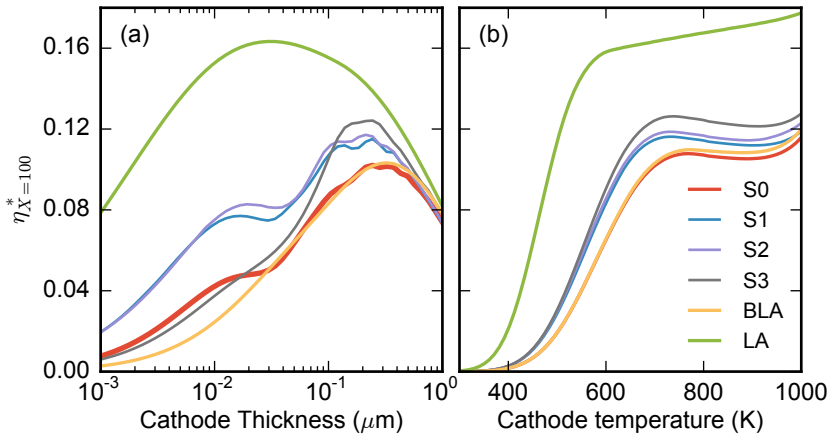 (a)
(b)
η*X=100
0.16
0.12
0.08
0.04
0.00
10⁻³
10⁻²
10⁻¹
10⁰
400
600
800
1000
Cathode Thickness (μm)
Cathode temperature (K)
S0
S1
S2
S3
BLA
LA